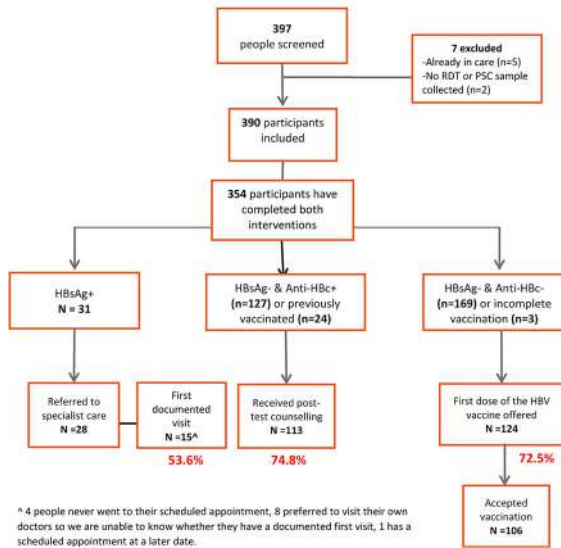 397
people screened
7 excluded
-Already in care (n=5)
-No RDT or PSC sample
collected (n=2)
390 participants
included
354 participants have
completed both
interventions
HBsAg+
N = 31
HBsAg- & Anti-HBc+
(n=127) or previously
vaccinated (n=24)
HBsAg- & Anti-HBc-
(n=169) or incomplete
vaccination (n=3)
Referred to
specialist care
N =28
First
documented
visit
N =15^
53.6%
Received post-
test counselling
N =113
74.8%
First dose of the HBV
vaccine offered
N =124
72.5%
Accepted
vaccination
N =106
^ 4 people never went to their scheduled appointment, 8 preferred to visit their own
doctors so we are unable to know whether they have a documented first visit, 1 has a
scheduled appointment at a later date.